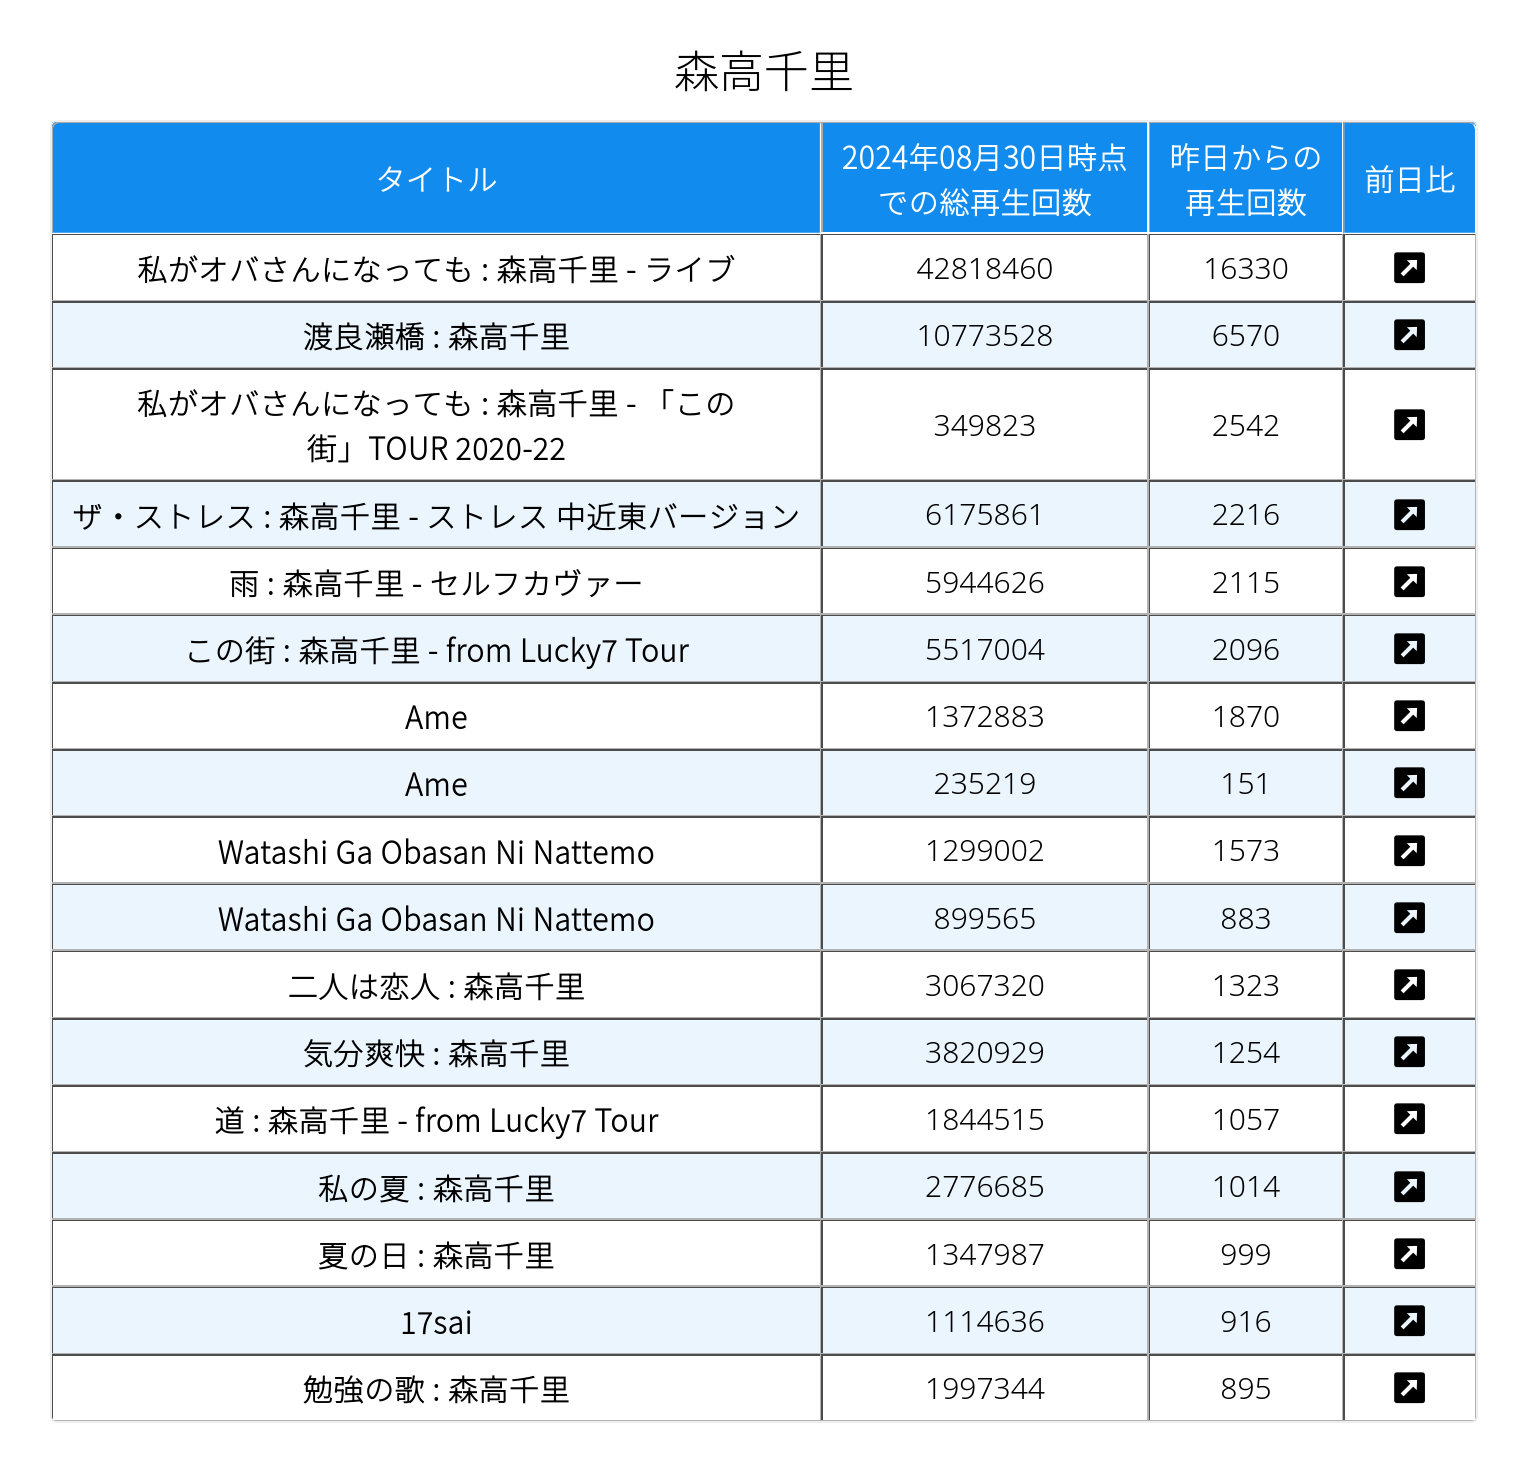 森高千里
タイトル
2024年08月30日時点
での総再生回数
昨日からの
再生回数
前日比
私がオバさんになっても : 森高千里 - ライブ
42818460
16330
渡良瀬橋 : 森高千里
10773528
6570
私がオバさんになっても : 森高千里 - 「この
街」TOUR 2020-22
349823
2542
ザ・ストレス : 森高千里 - ストレス 中近東バージョン
6175861
2216
雨 : 森高千里 - セルフカヴァー
5944626
2115
この街 : 森高千里 - from Lucky7 Tour
5517004
2096
Ame
1372883
1870
Ame
235219
151
Watashi Ga Obasan Ni Nattemo
1299002
1573
Watashi Ga Obasan Ni Nattemo
899565
883
二人は恋人 : 森高千里
3067320
1323
気分爽快 : 森高千里
3820929
1254
道 : 森高千里 - from Lucky7 Tour
1844515
1057
私の夏 : 森高千里
2776685
1014
夏の日 : 森高千里
1347987
999
17sai
1114636
916
勉強の歌 : 森高千里
1997344
895